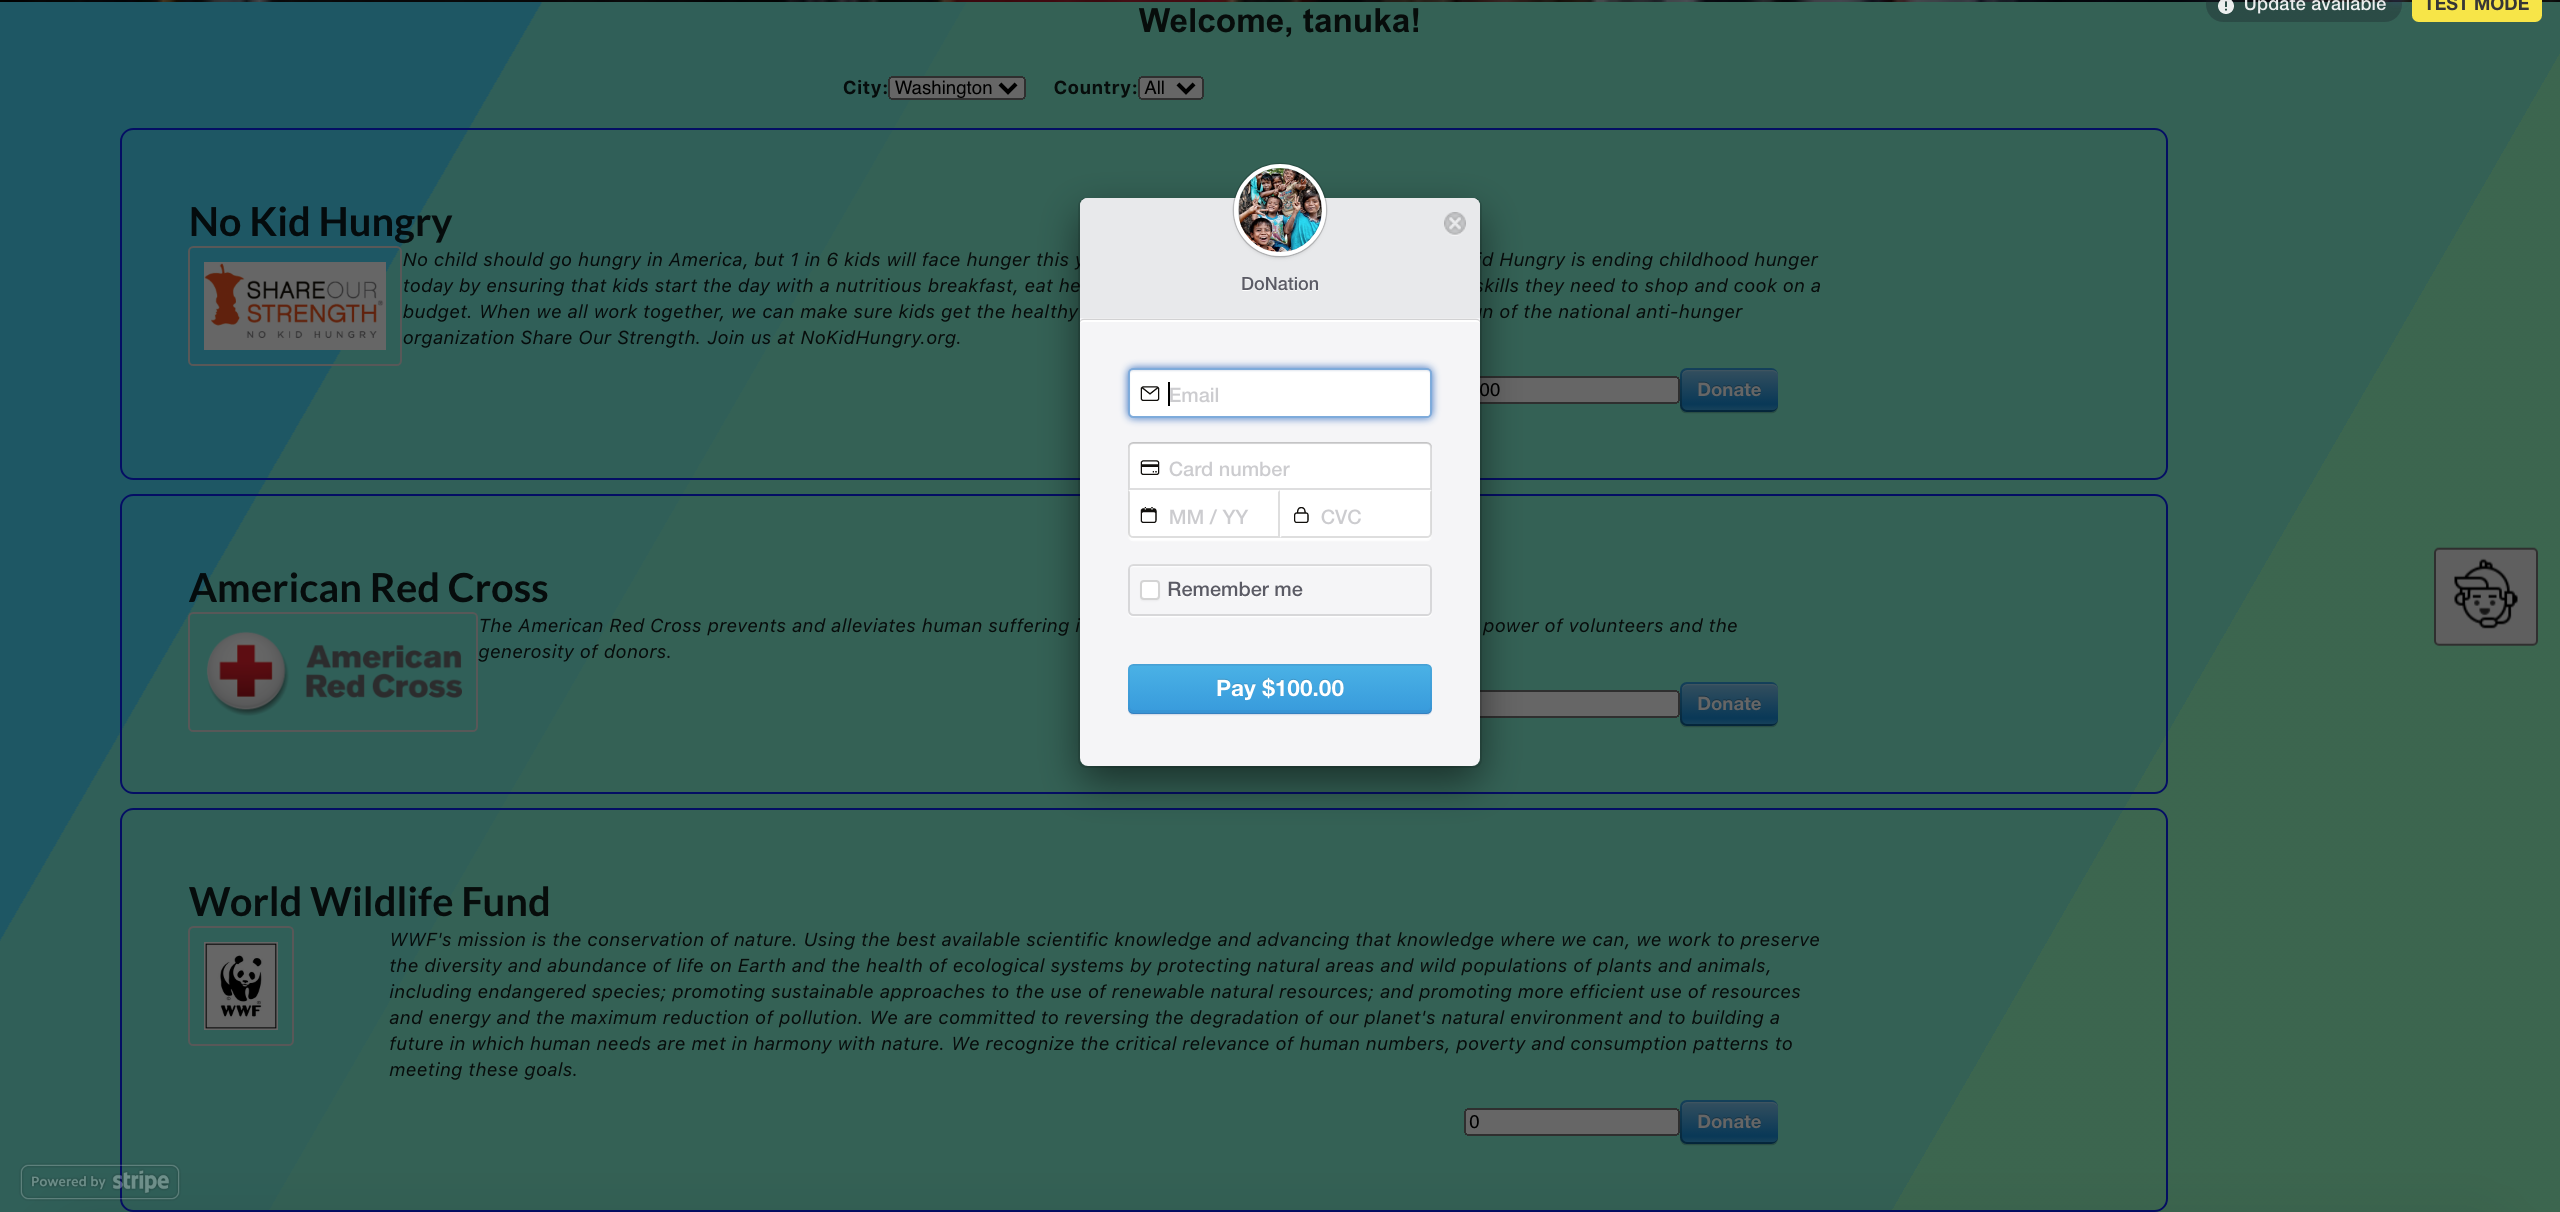 Welcome, tanuka!
Update available
TEST MODE
City: Washington Country: All
No Kid Hungry
SHARE OUR
STRENGTH
NO KID HUNGRY
No child should go hungry in America, but 1 in 6 kids will face hunger this
d Hungry is ending childhood hunger
today by ensuring that kids start the day with a nutritious breakfast, eat he
skills they need to shop and cook on a
budget. When we all work together, we can make sure kids get the healthy
n of the national anti-hunger
organization Share Our Strength. Join us at NoKidHungry.org.
00 Donate
DoNation
Email
Card number
MM / YY CVC
Remember me
Pay $100.00
American Red Cross
American
Red Cross
The American Red Cross prevents and alleviates human suffering
power of volunteers and the
generosity of donors.
Donate
World Wildlife Fund
WWF
WWF's mission is the conservation of nature. Using the best available scientific knowledge and advancing that knowledge where we can, we work to preserve
the diversity and abundance of life on Earth and the health of ecological systems by protecting natural areas and wild populations of plants and animals,
including endangered species; promoting sustainable approaches to the use of renewable natural resources; and promoting more efficient use of resources
and energy and the maximum reduction of pollution. We are committed to reversing the degradation of our planet's natural environment and to building a
future in which human needs are met in harmony with nature. We recognize the critical relevance of human numbers, poverty and consumption patterns to
meeting these goals.
0 Donate
Powered by stripe